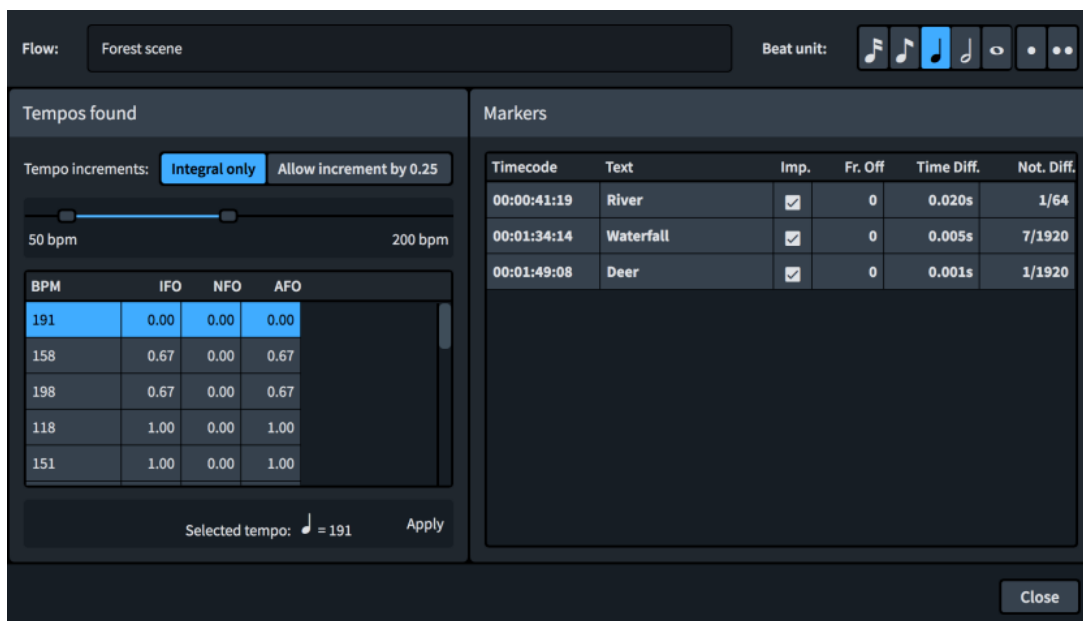 Flow: Forest scene Beat unit:
Tempos found
Tempo increments: Integral only Allow increment by 0.25
50 bpm 200 bpm
BPM IFO NFO AFO
191 0.00 0.00 0.00
158 0.67 0.00 0.67
198 0.67 0.00 0.67
118 1.00 0.00 1.00
151 1.00 0.00 1.00
Selected tempo: ♩ = 191 Apply
Markers
Timecode Text Imp. Fr. Off Time Diff. Not. Diff.
00:00:41:19 River 0 0.020s 1/64
00:01:34:14 Waterfall 0 0.005s 7/1920
00:01:49:08 Deer 0 0.001s 1/1920
Close